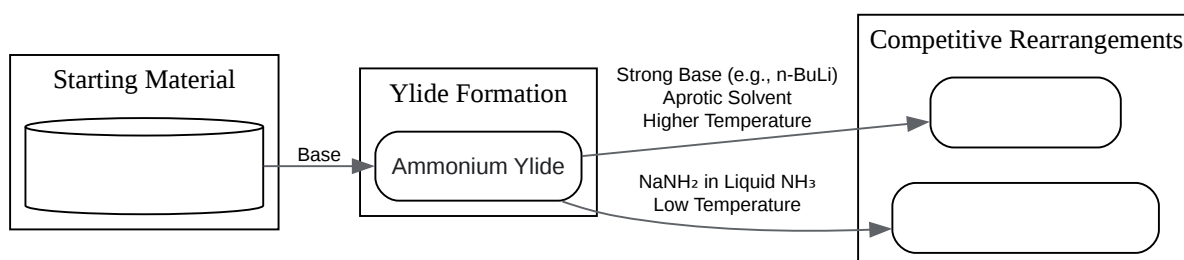 Starting Material
Base
Ylide Formation
Ammonium Ylide
Strong Base (e.g., n-BuLi)
Aprotic Solvent
Higher Temperature
NaNH₂ in Liquid NH₃
Low Temperature
Competitive Rearrangements